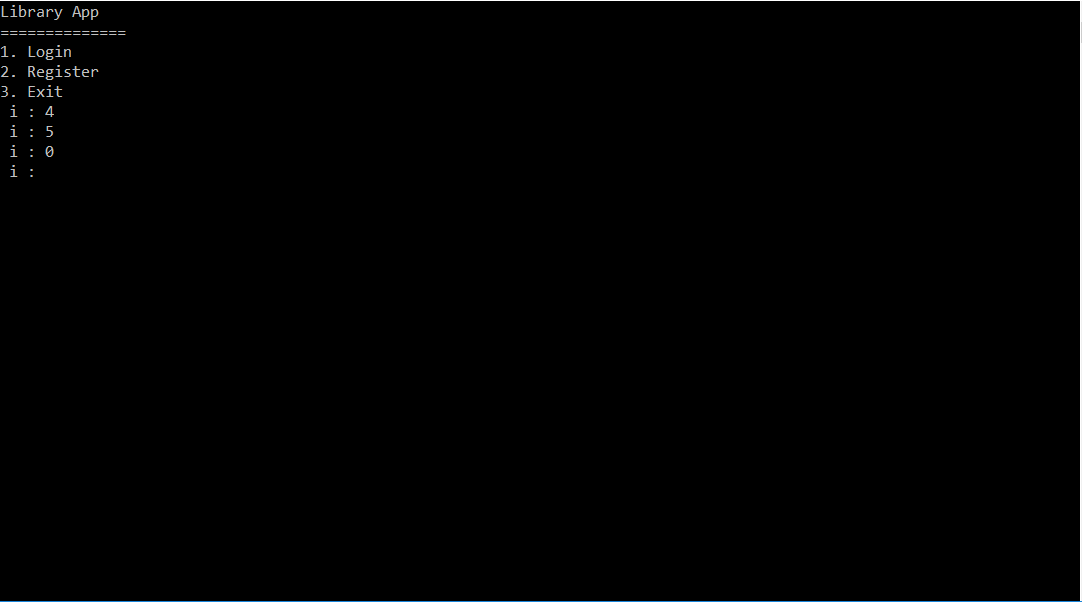 Library App
==============
1. Login
2. Register
3. Exit
i : 4
i : 5
i : 0
i :